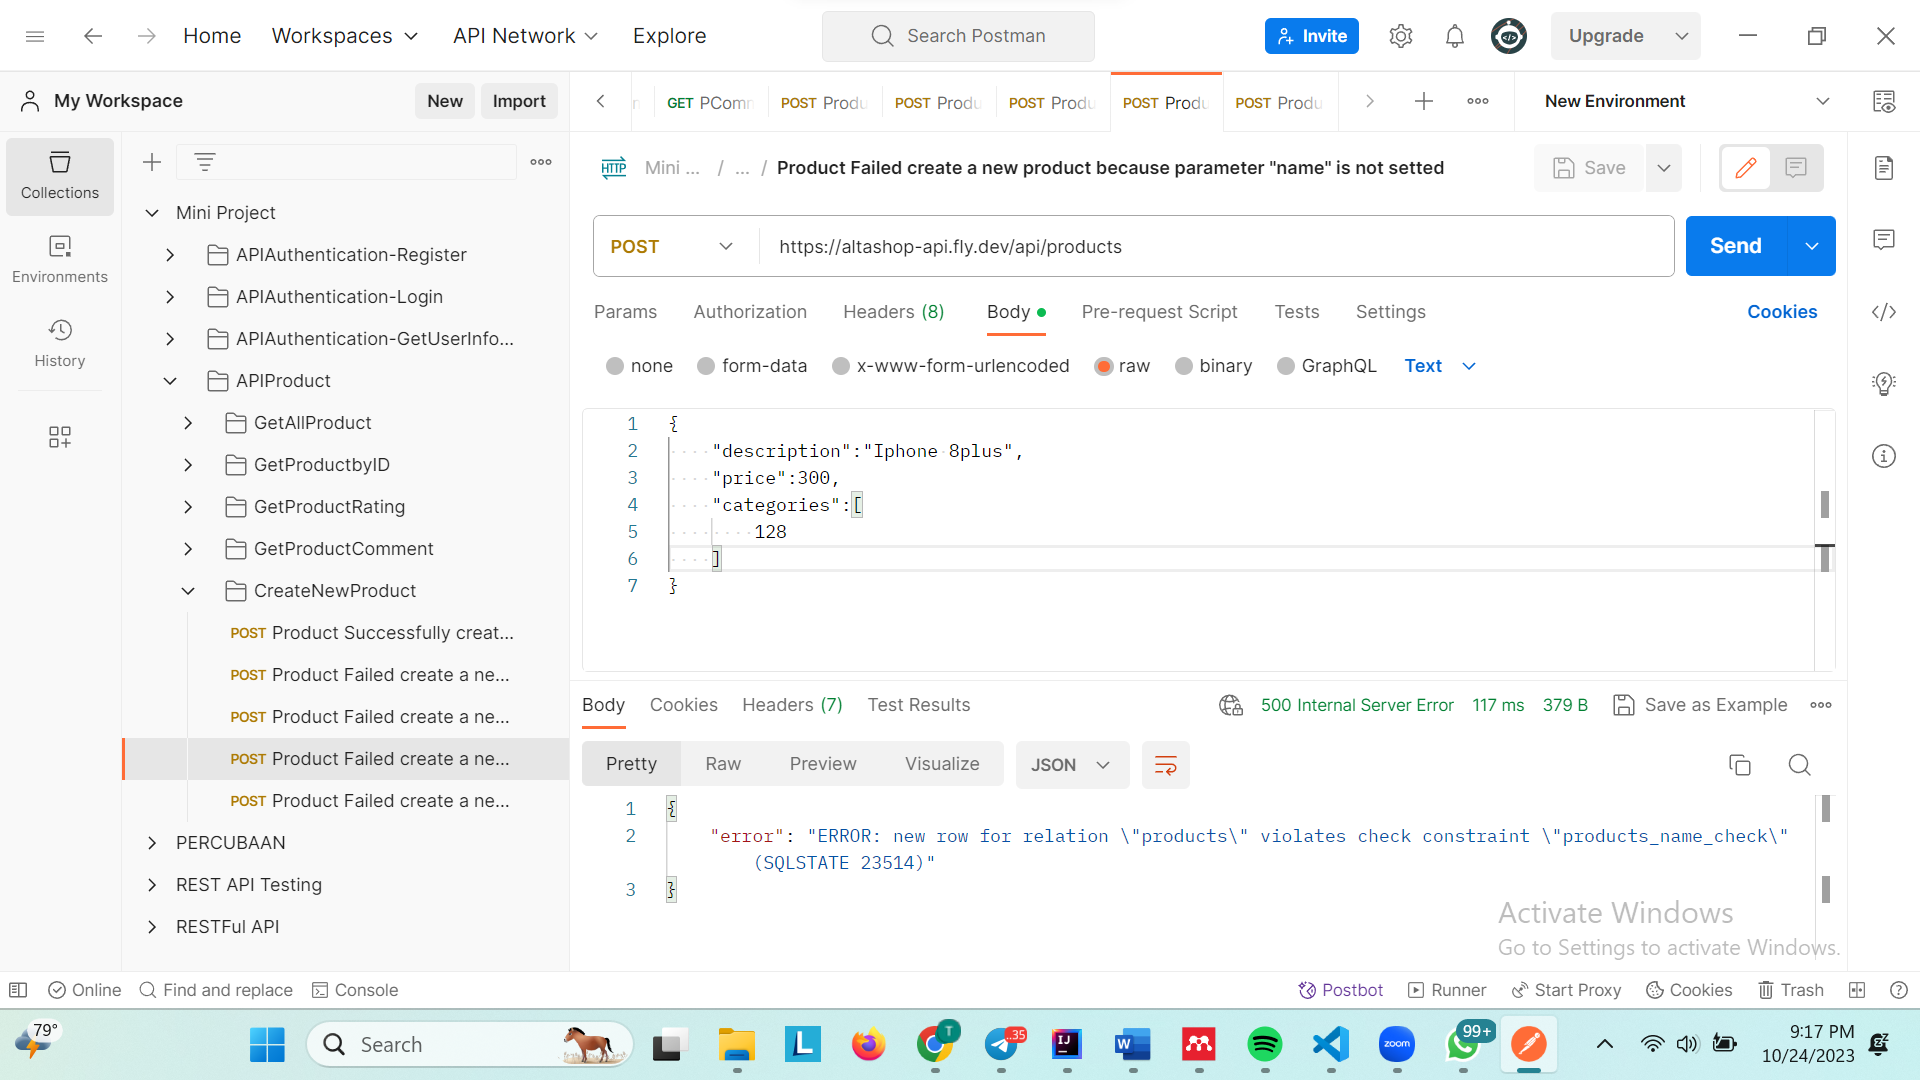 Home
Workspaces
API Network
Explore
Search Postman
Invite
Upgrade
My Workspace
New
Import
GET PComm
POST Produ
POST Produ
POST Produ
POST Produ
POST Produ
New Environment
Collections
Environments
History
Mini Project
APIAuthentication-Register
APIAuthentication-Login
APIAuthentication-GetUserInfo...
APIProduct
GetAllProduct
GetProductbyID
GetProductRating
GetProductComment
CreateNewProduct
POST Product Successfully creat...
POST Product Failed create a ne...
POST Product Failed create a ne...
POST Product Failed create a ne...
POST Product Failed create a ne...
PERCUBAAN
REST API Testing
RESTFul API
HTTP Mini ... / ... / Product Failed create a new product because parameter "name" is not setted
Save
POST
https://altashop-api.fly.dev/api/products
Send
Params Authorization Headers (8) Body Pre-request Script Tests Settings
Cookies
none form-data x-www-form-urlencoded raw binary GraphQL Text
1 {
2 "description":"Iphone 8plus",
3 "price":300,
4 "categories":[
5 128
6 ]
7 }
Body Cookies Headers (7) Test Results
500 Internal Server Error 117 ms 379 B Save as Example
Pretty Raw Preview Visualize JSON
1 {
2 "error": "ERROR: new row for relation \"products\" violates check constraint \"products_name_check\"
(SQLSTATE 23514)"
3 }
Activate Windows
Go to Settings to activate Windows.
Online Find and replace Console
Postbot Runner Start Proxy Cookies Trash
79°
Search
L
T
..35
IJ
W
zoom
99+
9:17 PM
10/24/2023